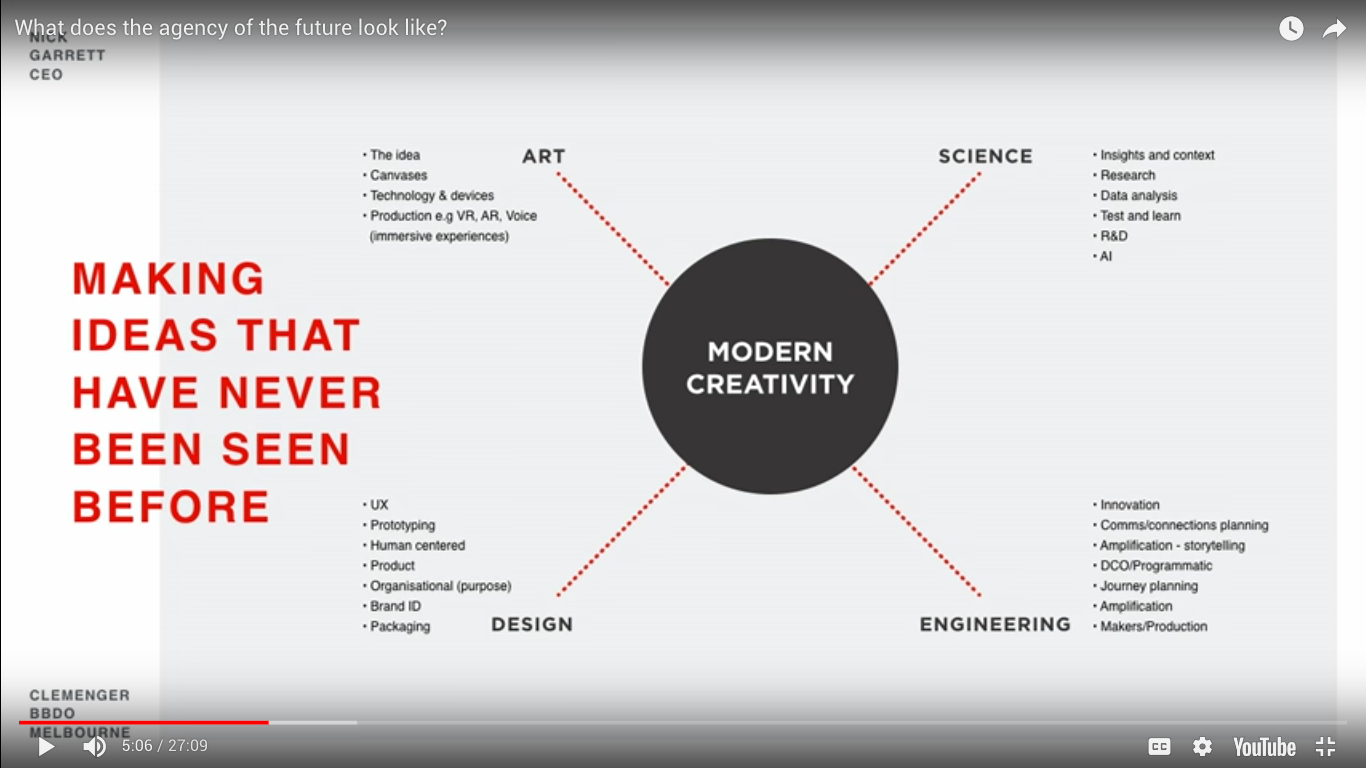 What does the agency of the future look like?
NICK
GARRETT
CEO
• The idea
• Canvases
• Technology & devices
• Production e.g VR, AR, Voice
(immersive experiences)
ART
SCIENCE
• Insights and context
• Research
• Data analysis
• Test and learn
• R&D
• AI
MAKING
IDEAS THAT
HAVE NEVER
BEEN SEEN
BEFORE
MODERN
CREATIVITY
• UX
• Prototyping
• Human centered
• Product
• Organisational (purpose)
• Brand ID
• Packaging
DESIGN
ENGINEERING
• Innovation
• Comms/connections planning
• Amplification - storytelling
• DCO/Programmatic
• Journey planning
• Amplification
• Makers/Production
CLEMENGER
BBDO
MELBOURNE
5:06 / 27:09
CC
YouTube